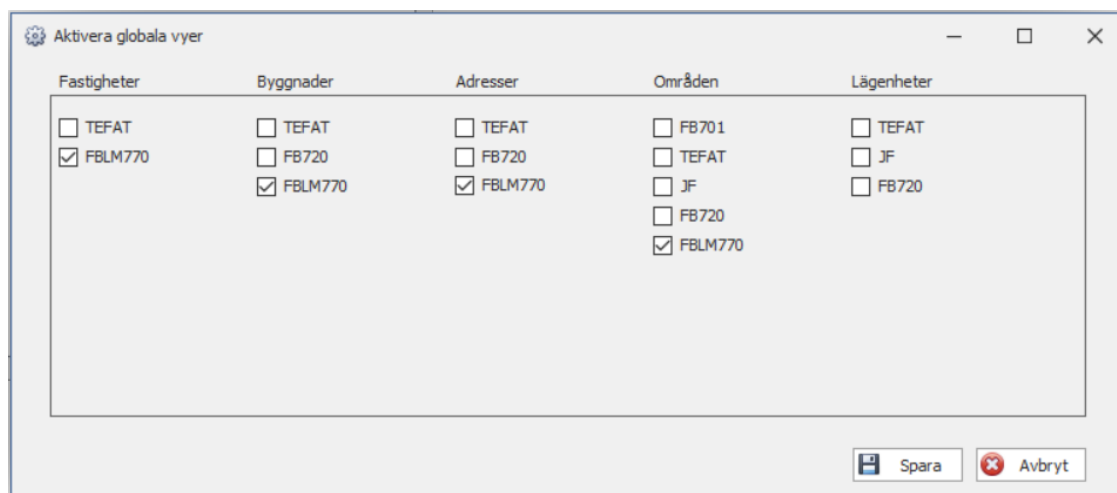 Aktivera globala vyer
Fastigheter Byggnader Adresser Områden Lägenheter
TEFAT TEFAT TEFAT FB701 TEFAT
FBLM770 FB720 FB720 TEFAT JF
FBLM770 FBLM770 JF FB720
FB720
FBLM770
Spara Avbryt